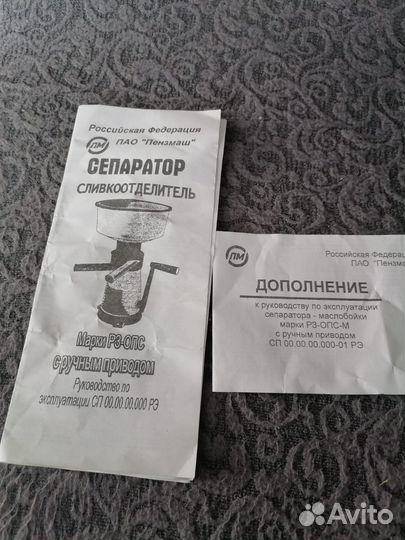 Российская Федерация
ПМ ПАО "Пензмаш"
СЕПАРАТОР
СЛИВКООТДЕЛИТЕЛЬ
Марки РЗ-ОПС
с ручным приводом
Руководство по
эксплуатации СП 00.00.00.000 РЭ
ПМ
Российская Федера
ПАО "Пензма
ДОПОЛНЕНИЕ
к руководству по эксплуатации
сепаратора - маслобойки
марки РЗ-ОПС-М
с ручным приводом
СП 00.00.00.000-01 РЭ
Avito